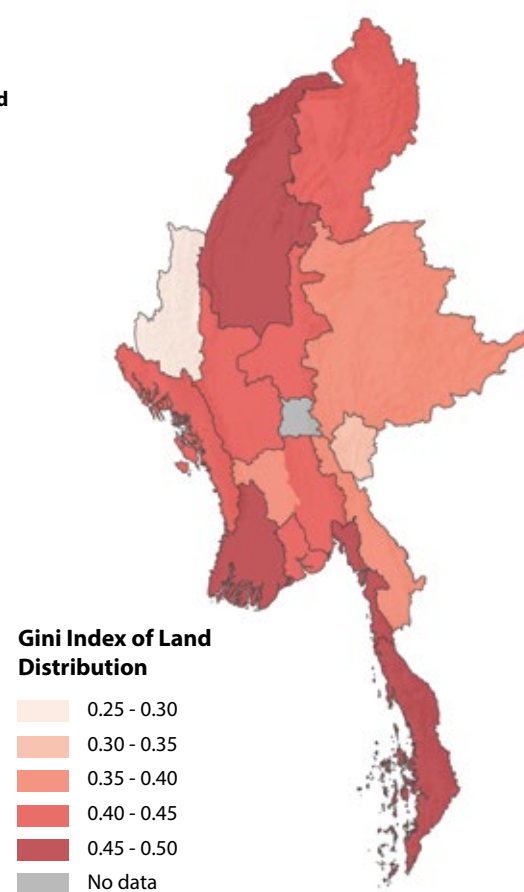 d
Gini Index of Land
Distribution
0.25 - 0.30
0.30 - 0.35
0.35 - 0.40
0.40 - 0.45
0.45 - 0.50
No data